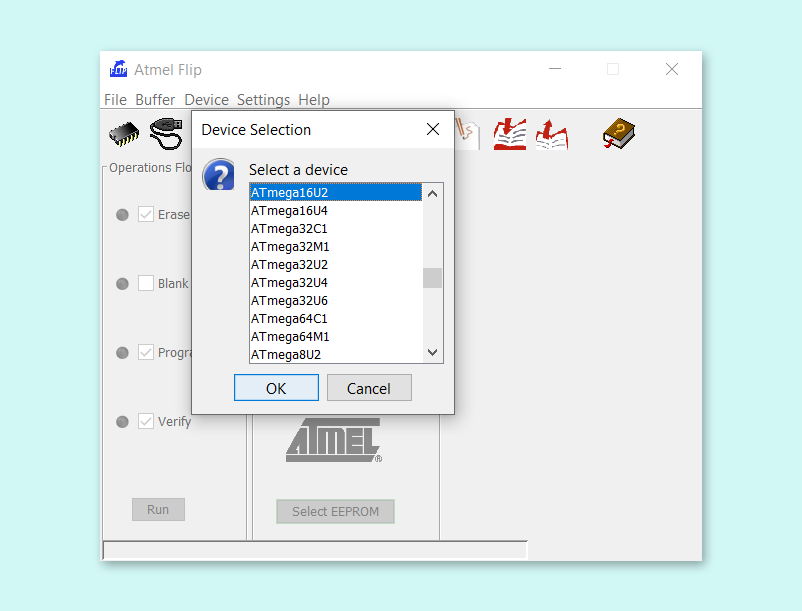 FLIP
Atmel Flip
File Buffer Device Settings Help
Device Selection
Operations Flo
Select a device
ATmega16U2
ATmega16U4
ATmega32C1
ATmega32M1
ATmega32U2
ATmega32U4
ATmega32U6
ATmega64C1
ATmega64M1
ATmega8U2
Erase
Blank
Progra
Verify
OK Cancel
ATMEL®
Run
Select EEPROM